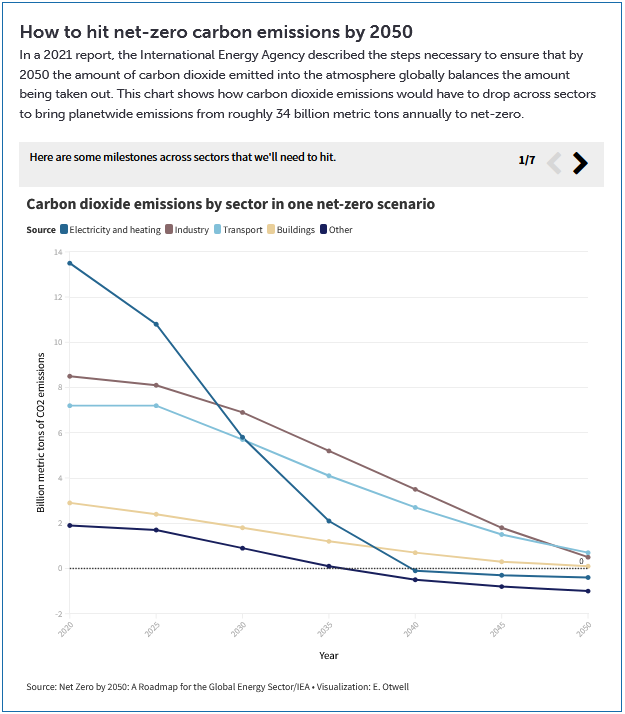 How to hit net-zero carbon emissions by 2050
In a 2021 report, the International Energy Agency described the steps necessary to ensure that by
2050 the amount of carbon dioxide emitted into the atmosphere globally balances the amount
being taken out. This chart shows how carbon dioxide emissions would have to drop across sectors
to bring planetwide emissions from roughly 34 billion metric tons annually to net-zero.
Here are some milestones across sectors that we'll need to hit.
1/7
Carbon dioxide emissions by sector in one net-zero scenario
Source Electricity and heating Industry Transport Buildings Other
Billion metric tons of CO2 emissions
14
12
10
8
6
4
2
0
-2
0
2020 2025 2030 2035 2040 2045 2050
Year
Source: Net Zero by 2050: A Roadmap for the Global Energy Sector/IEA • Visualization: E. Otwell